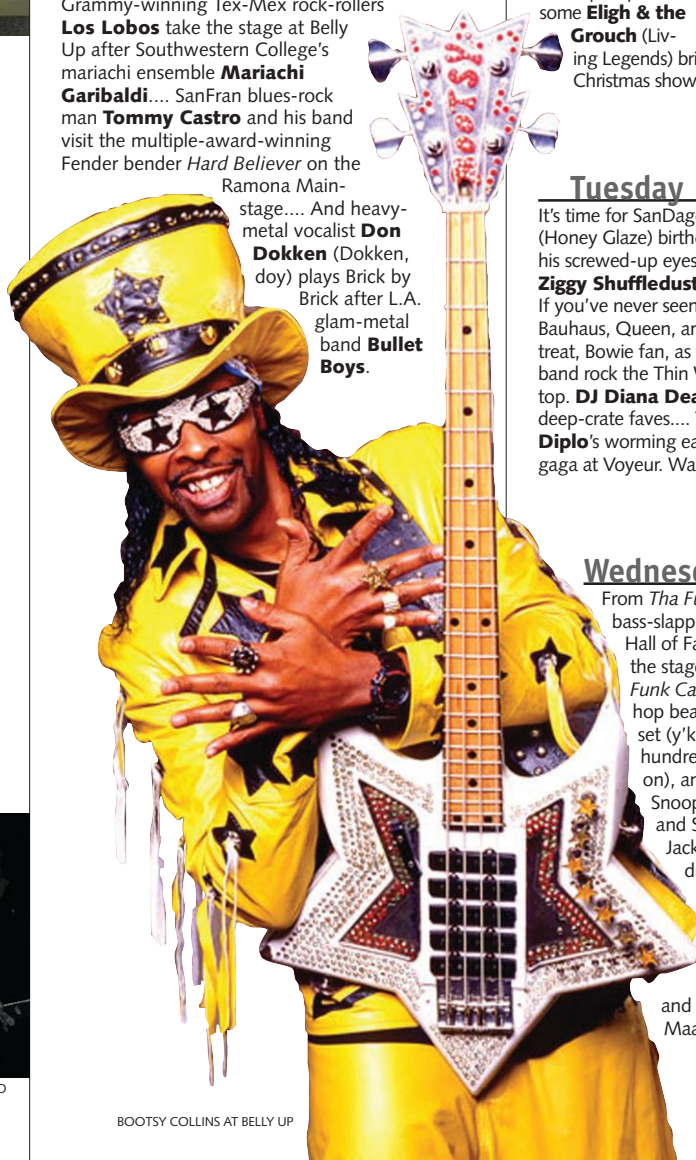 Grammy-winning Tex-Mex rock-rollers
Los Lobos take the stage at Belly
Up after Southwestern College's
mariachi ensemble Mariachi
Garibaldi.... SanFran blues-rock
man Tommy Castro and his band
visit the multiple-award-winning
Fender bender Hard Believer on the
Ramona Main-
stage.... And heavy-
metal vocalist Don
Dokken (Dokken,
doy) plays Brick by
Brick after L.A.
glam-metal
band Bullet
Boys.
BOOTSY
BOOTSY COLLINS AT BELLY UP
some Eligh & the
Grouch (Liv-
ing Legends) bri
Christmas show
Tuesday
It's time for SanDag
(Honey Glaze) birth
his screwed-up eyes
Ziggy Shuffledust
If you've never seen
Bauhaus, Queen, an
treat, Bowie fan, as
band rock the Thin
top. DJ Diana Dea
deep-crate faves....
Diplo's worming ea
gaga at Voyeur. Wa
Wednes
From Tha Fu
bass-slapp
Hall of Fa
the stage
Funk Ca
hop bea
set (y'k
hundre
on), an
Snoop
and S
Jack
d
and
Maa